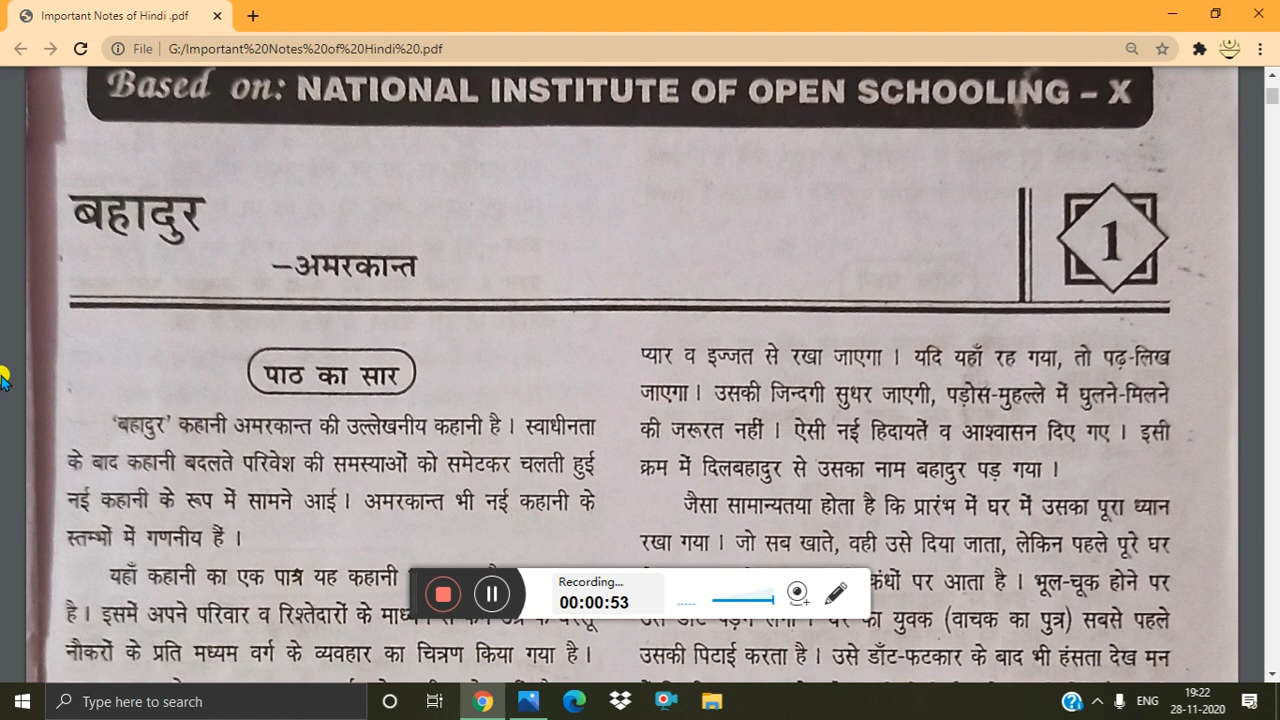 Important Notes of Hindi .pdf
File
G:/Important%20Notes%20of%20Hindi%20.pdf
Based on: NATIONAL INSTITUTE OF OPEN SCHOOLING – X
बहादुर
1
–अमरकान्त
पाठ का सार
'बहादुर' कहानी अमरकान्त की उल्लेखनीय कहानी है। स्वाधीनता
के बाद कहानी बदलते परिवेश की समस्याओं को समेटकर चलती हुई
नई कहानी के रूप में सामने आई। अमरकान्त भी नई कहानी के
स्तम्भों में गणनीय हैं।
यहाँ कहानी का एक पात्र यह कहानी
है। इसमें अपने परिवार व रिश्तेदारों के
नौकरों के प्रति मध्यम वर्ग के व्यवहार का चित्रण किया गया है।
प्यार व इज्जत से रखा जाएगा। यदि यहाँ रह गया, तो पढ़-लिख
जाएगा। उसकी जिन्दगी सुधर जाएगी, पड़ोस-मुहल्ले में घुलने-मिलने
की जरूरत नहीं। ऐसी नई हिदायतें व आश्वासन दिए गए। इसी
क्रम में दिलबहादुर से उसका नाम बहादुर पड़ गया।
जैसा सामान्यतया होता है कि प्रारंभ में घर में उसका पूरा ध्यान
रखा गया। जो सब खाते, वही उसे दिया जाता, लेकिन पहले पूरे घर
कंधों पर आता है। भूल-चूक होने पर
युवक (वाचक का पुत्र) सबसे पहले
उसकी पिटाई करता है। उसे डाँट-फटकार के बाद भी हंसता देख मन
Recording...
00:00:53
Type here to search
ENG
19:22
28-11-2020